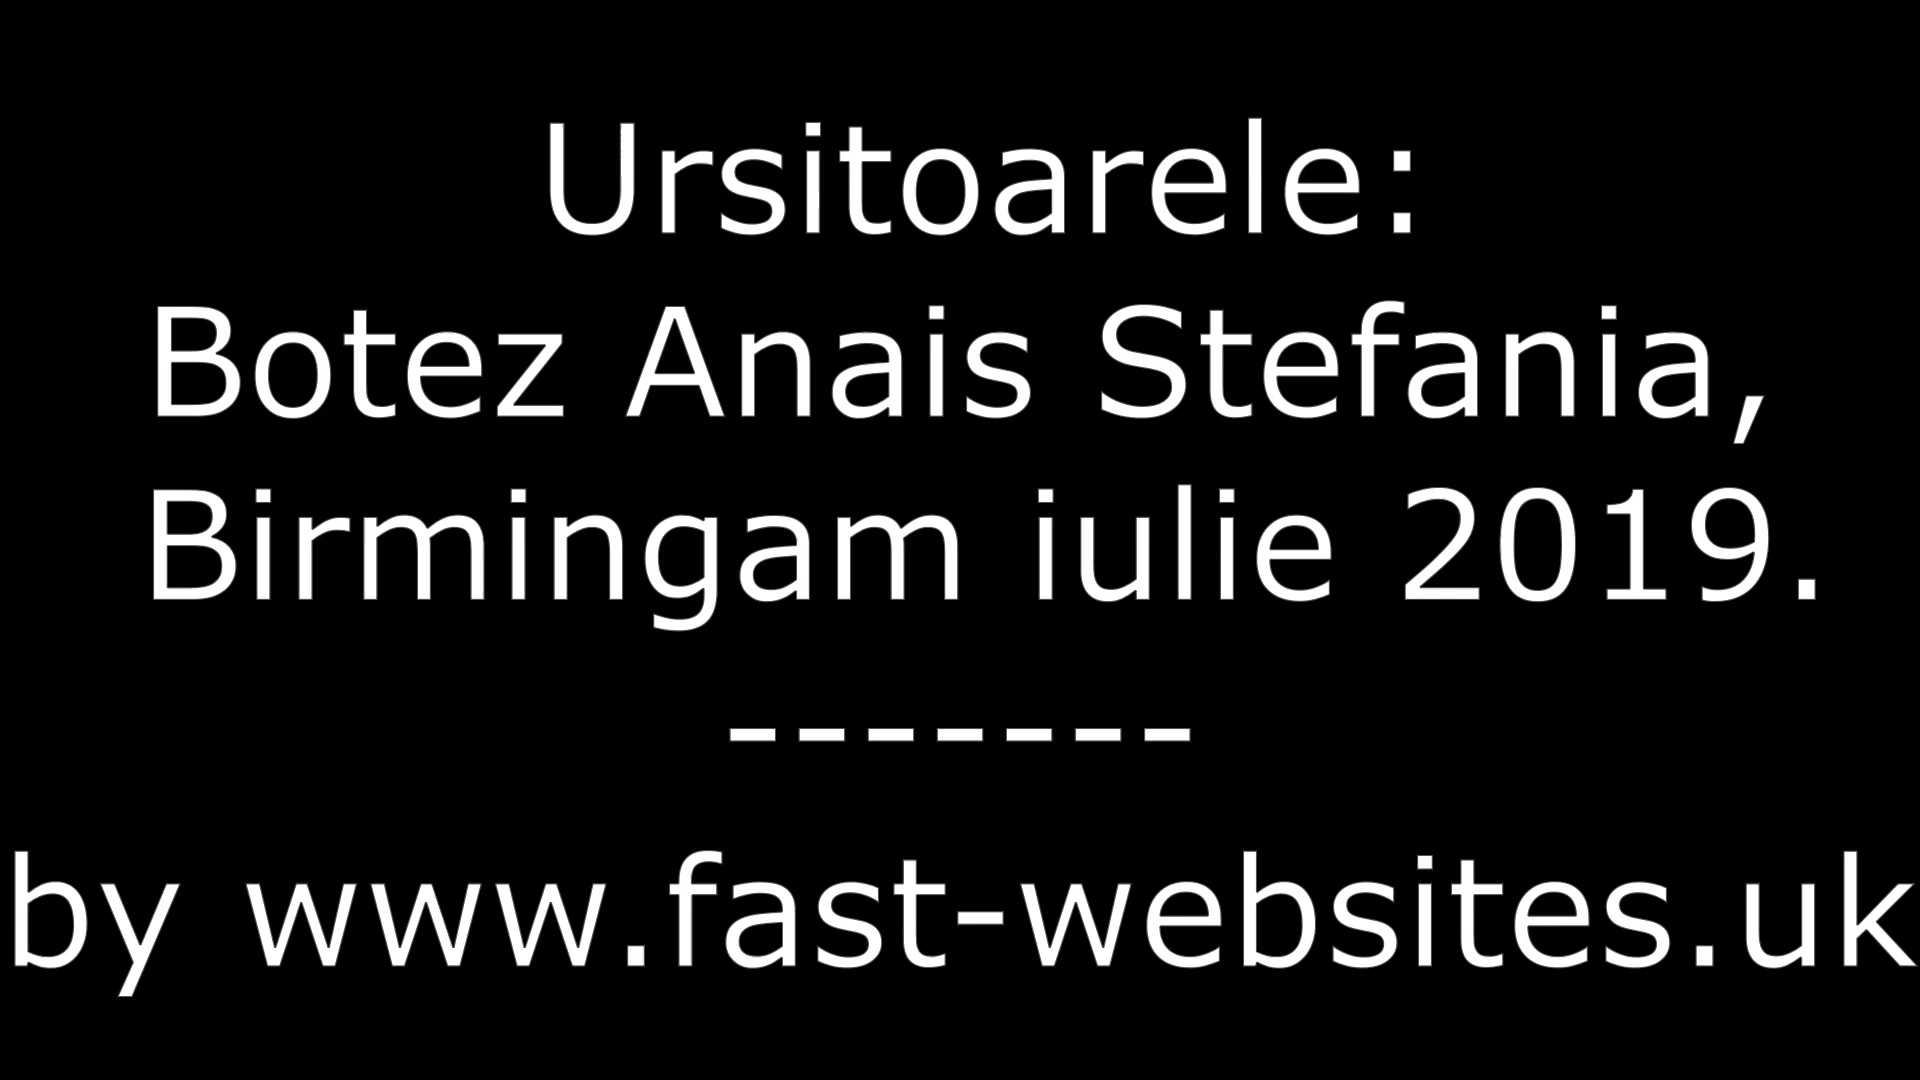 Ursitoarele:
Botez Anais Stefania,
Birmingam iulie 2019.
-------
by www.fast-websites.uk